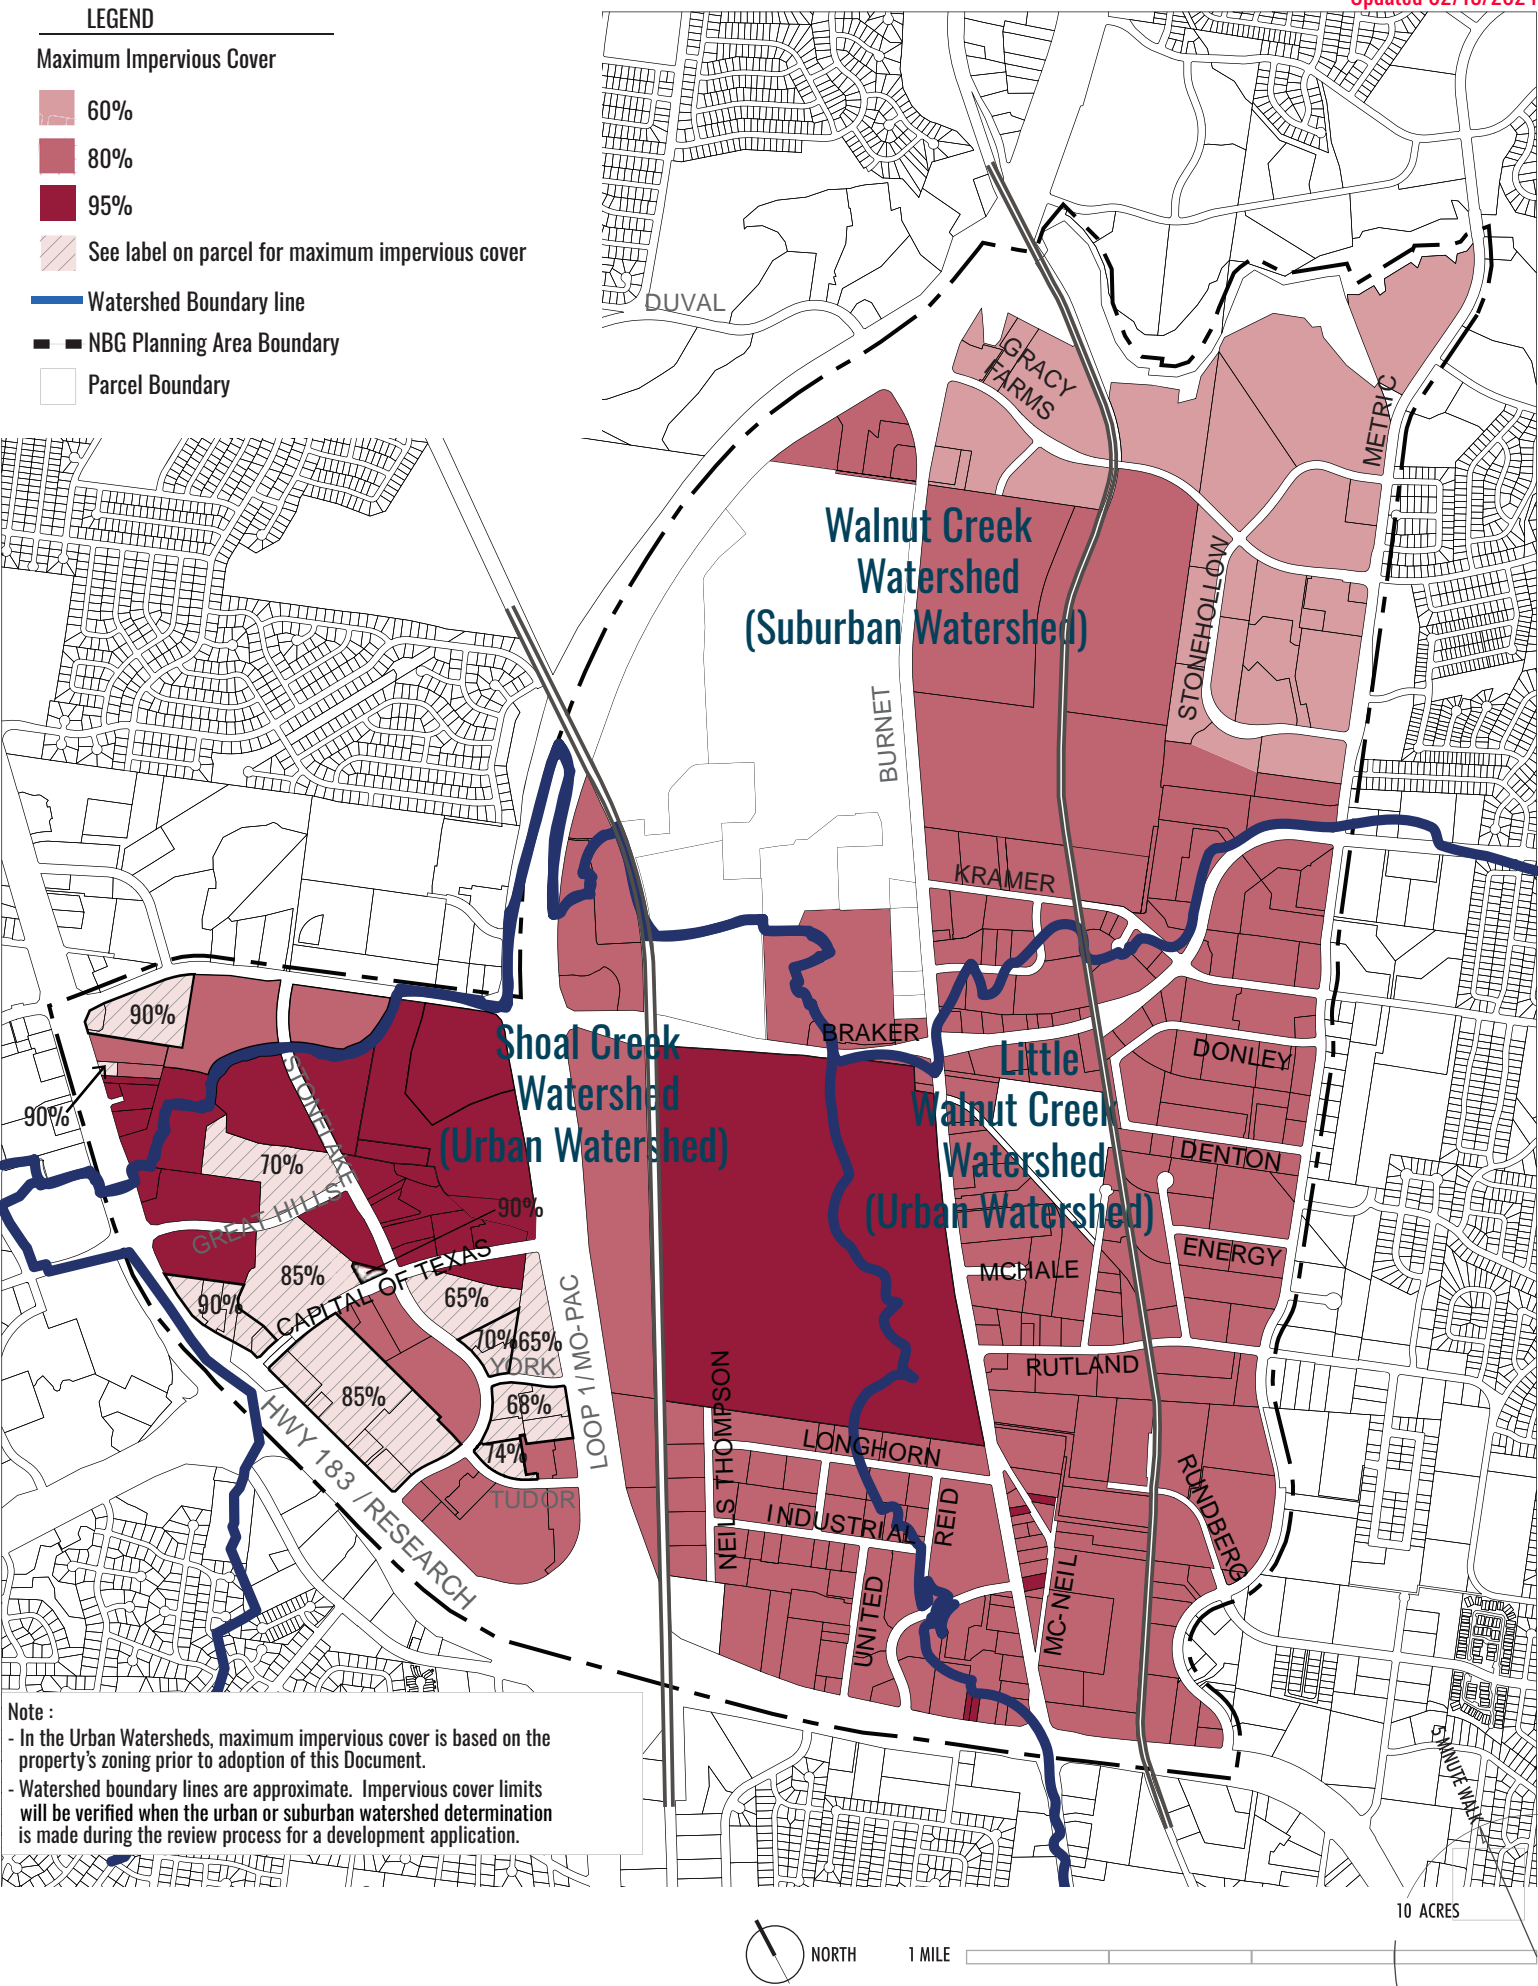 LEGEND
Maximum Impervious Cover
60%
80%
95%
See label on parcel for maximum impervious cover
Watershed Boundary line
NBG Planning Area Boundary
Parcel Boundary
DUVAL
GRACY
FARMS
METRIC
Walnut Creek
Watershed
(Suburban Watershed)
STONEHOLLOW
BURNET
KRAMER
90%
BRAKER
Shoal Creek
Watershed
(Urban Watershed)
Little
Walnut Creek
Watershed
(Urban Watershed)
DONLEY
DENTON
90%
STONELAKE
70%
GREAT HILLS
90%
ENERGY
MCHALE
85%
CAPITAL OF TEXAS
65%
90%
70%
65%
YORK
LOOP 1/MO-PAC
RUTLAND
85%
68%
74%
TUDOR
HWY 183 /RESEARCH
NEILS THOMPSON
LONGHORN
INDUSTRIAL
REID
UNITED
MC-NEIL
RUNDBERG
Note :
- In the Urban Watersheds, maximum impervious cover is based on the
property's zoning prior to adoption of this Document.
- Watershed boundary lines are approximate. Impervious cover limits
will be verified when the urban or suburban watershed determination
is made during the review process for a development application.
5 MINUTE WALK
10 ACRES
NORTH
1 MILE